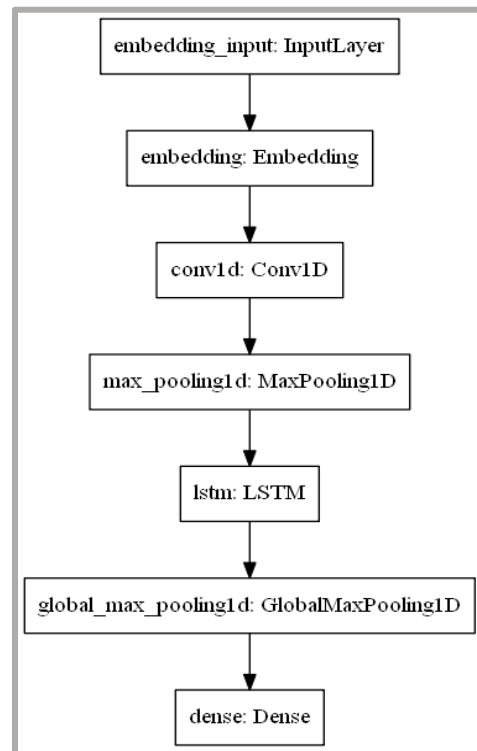 embedding_input: InputLayer
embedding: Embedding
conv1d: Conv1D
max_pooling1d: MaxPooling1D
lstm: LSTM
global_max_pooling1d: GlobalMaxPooling1D
dense: Dense